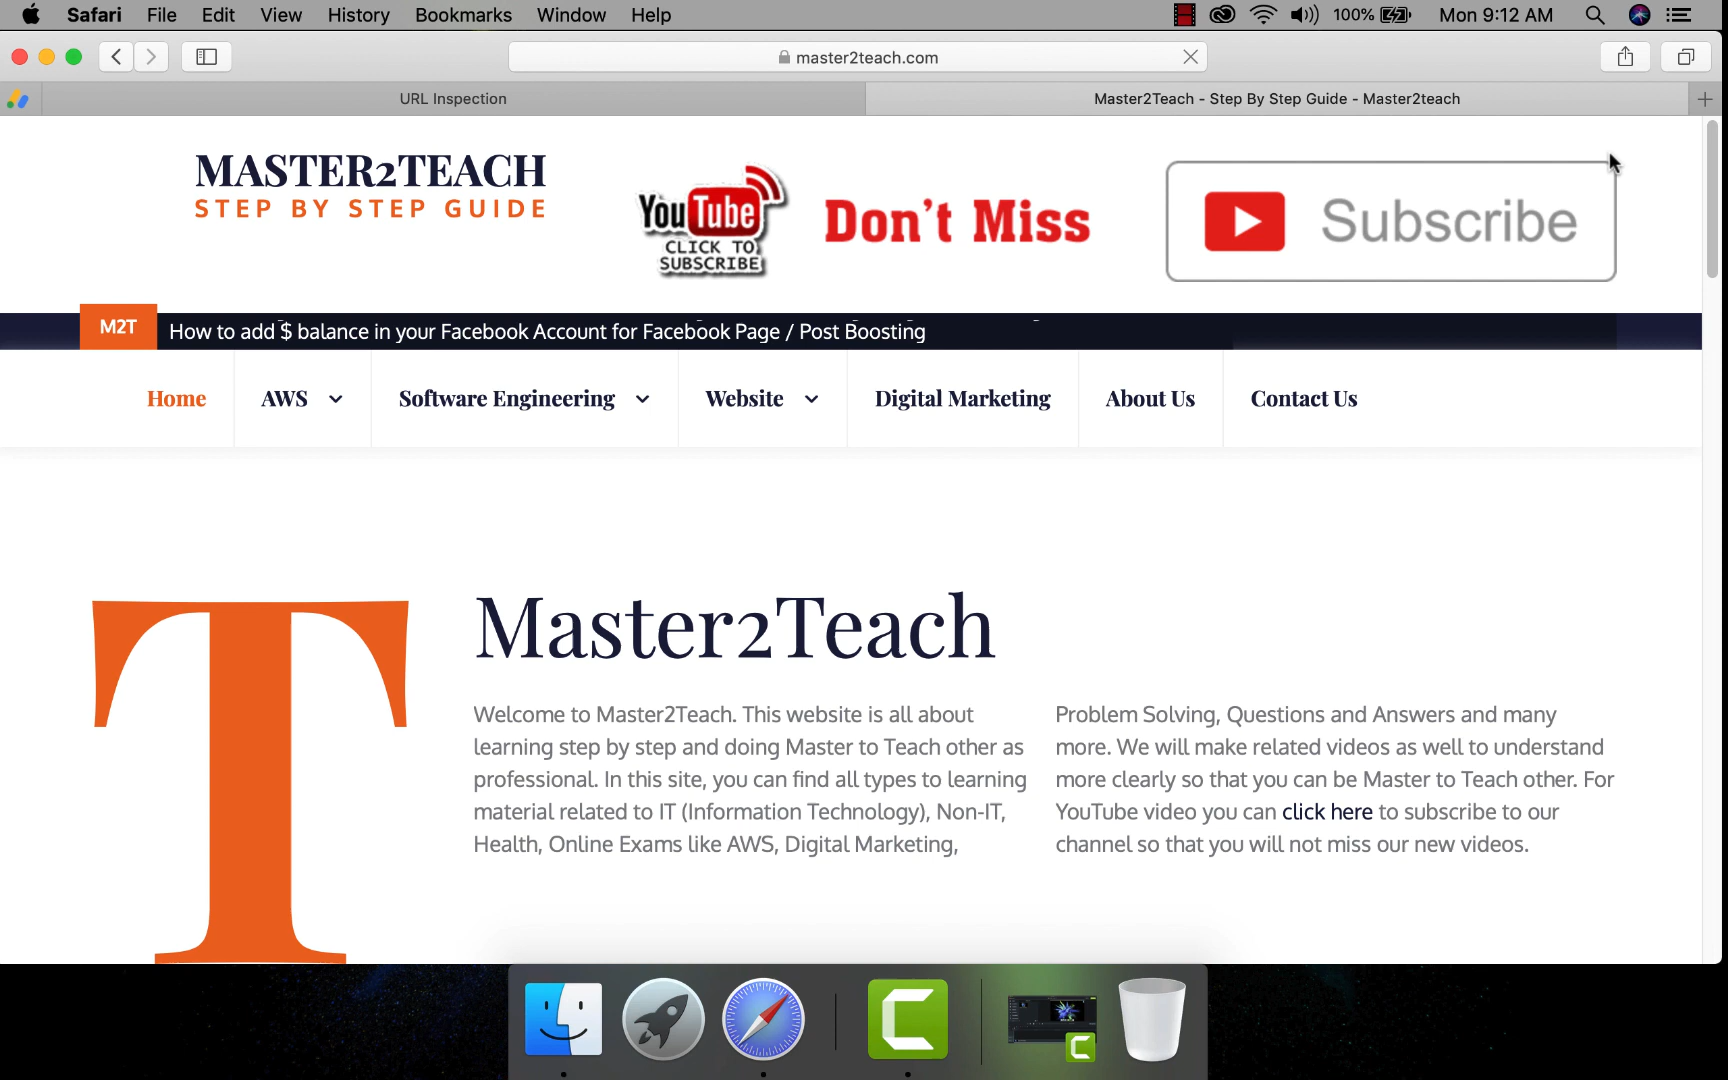 Safari File Edit View History Bookmarks Window Help 100% Mon 9:12 AM
master2teach.com
URL Inspection
Master2Teach - Step By Step Guide - Master2teach
MASTER2TEACH
STEP BY STEP GUIDE
YouTube
CLICK TO
SUBSCRIBE
Don't Miss
Subscribe
M2T
How to add $ balance in your Facebook Account for Facebook Page / Post Boosting
Home AWS Software Engineering Website Digital Marketing About Us Contact Us
T
Master2Teach
Welcome to Master2Teach. This website is all about
learning step by step and doing Master to Teach other as
professional. In this site, you can find all types to learning
material related to IT (Information Technology), Non-IT,
Health, Online Exams like AWS, Digital Marketing,
Problem Solving, Questions and Answers and many
more. We will make related videos as well to understand
more clearly so that you can be Master to Teach other. For
YouTube video you can click here to subscribe to our
channel so that you will not miss our new videos.